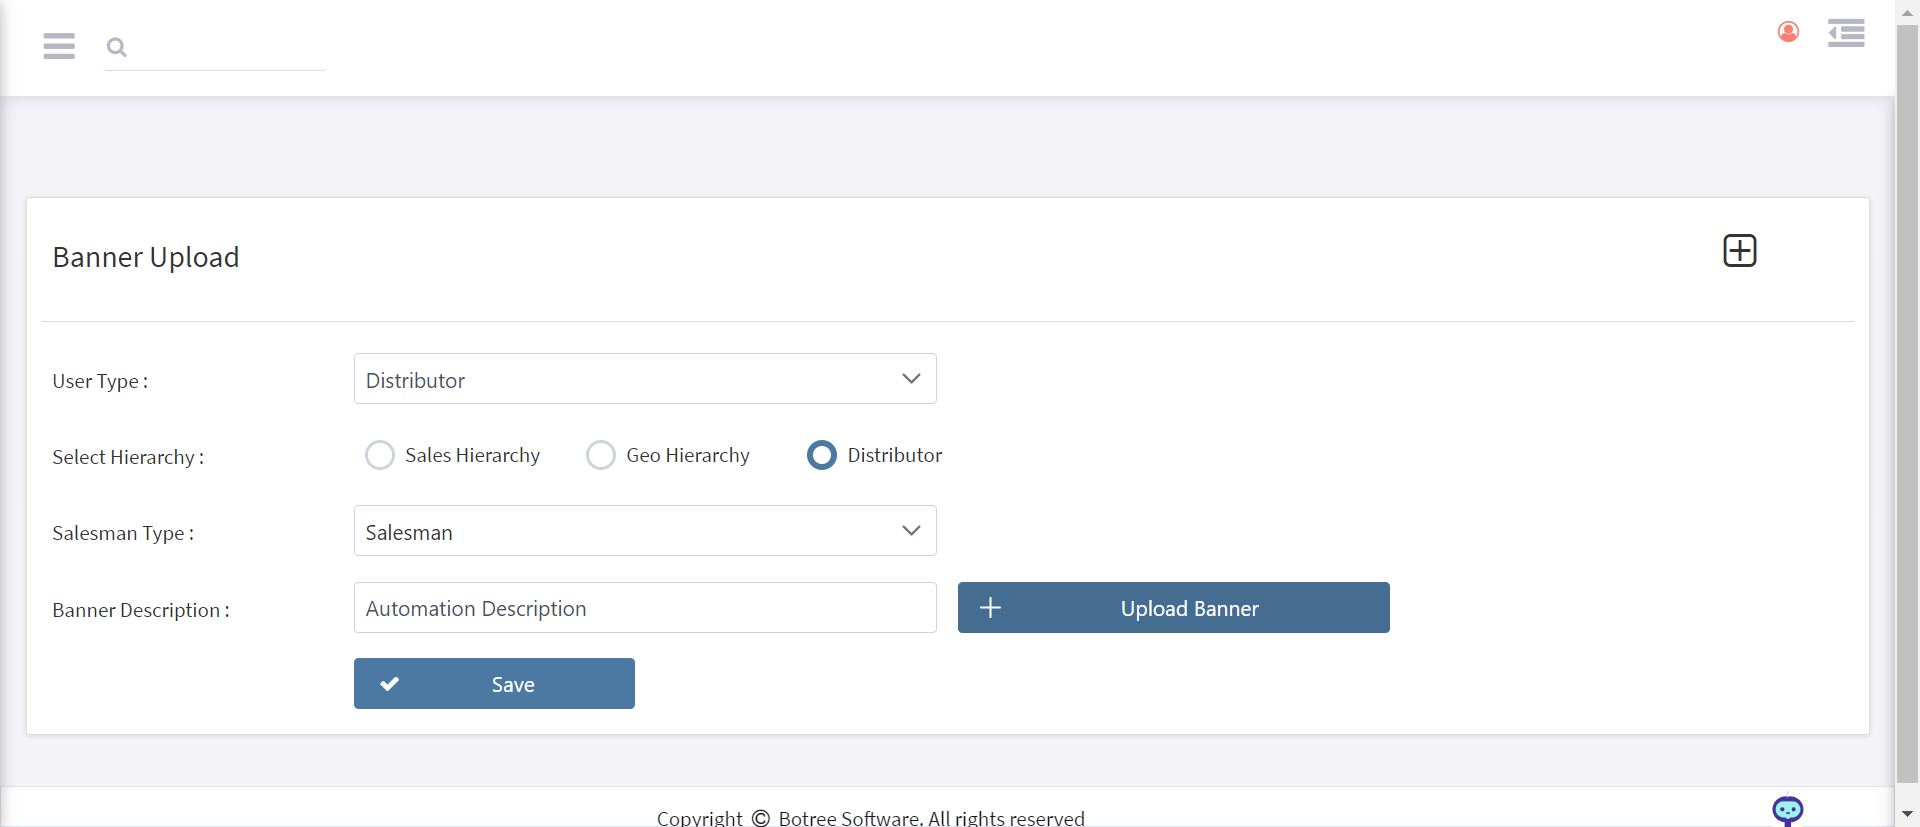 Banner Upload
User Type :
Distributor
Select Hierarchy :
Sales Hierarchy
Geo Hierarchy
Distributor
Salesman Type :
Salesman
Banner Description :
Automation Description
Upload Banner
Save
Copyright © Botree Software. All rights reserved